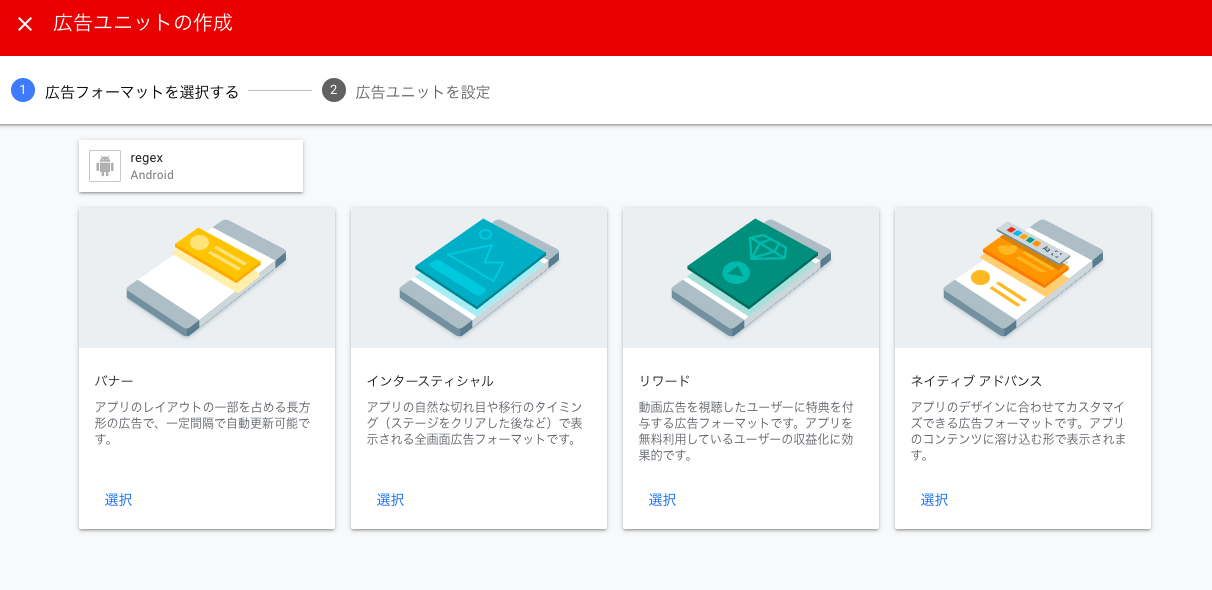 広告ユニットの作成
1 広告フォーマットを選択する 2 広告ユニットを設定
regex
Android
バナー
アプリのレイアウトの一部を占める長方
形の広告で、一定間隔で自動更新可能で
す。
選択
インタースティシャル
アプリの自然な切れ目や移行のタイミン
グ（ステージをクリアした後など）で表
示される全画面広告フォーマットです。
選択
リワード
動画広告を視聴したユーザーに特典を付
与する広告フォーマットです。アプリを
無料利用しているユーザーの収益化に効
果的です。
選択
Aa
ネイティブ アドバンス
アプリのデザインに合わせてカスタマイ
ズできる広告フォーマットです。アプリ
のコンテンツに溶け込む形で表示されま
す。
選択